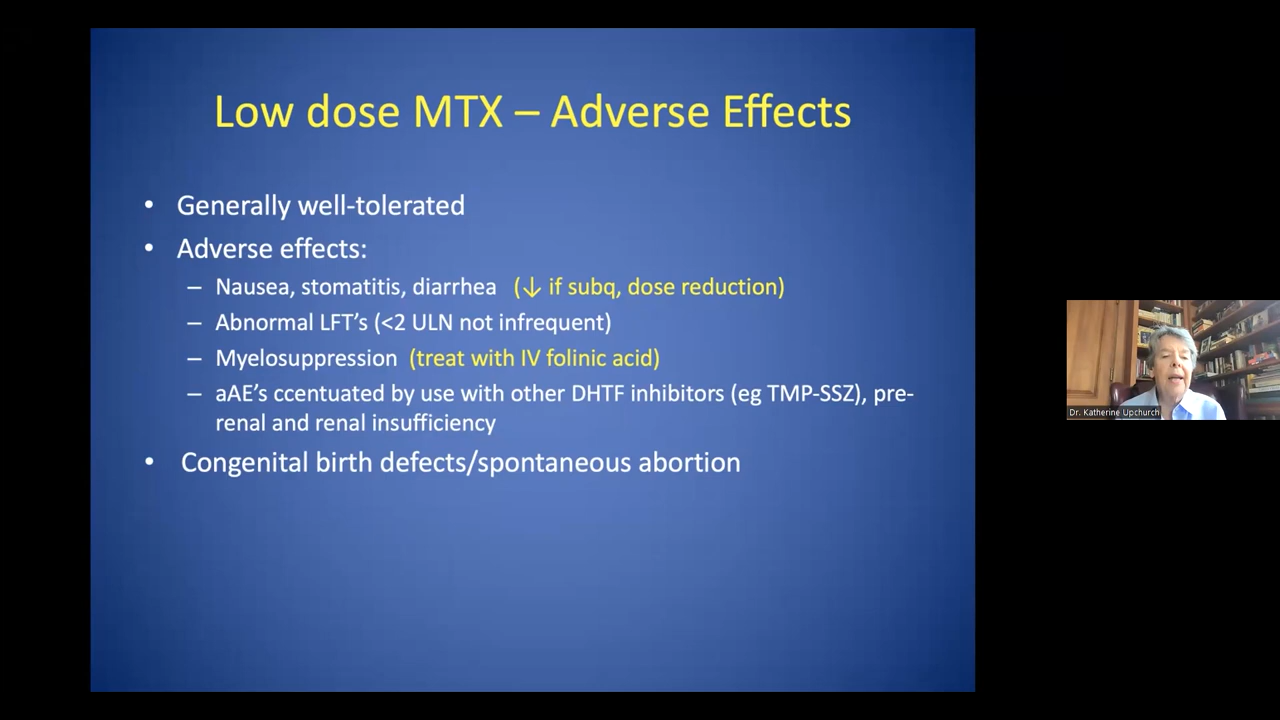 Low dose MTX – Adverse Effects
• Generally well-tolerated
• Adverse effects:
– Nausea, stomatitis, diarrhea (↓ if subq, dose reduction)
– Abnormal LFT's (<2 ULN not infrequent)
– Myelosuppression (treat with IV folinic acid)
– aAE's ccentuated by use with other DHTF inhibitors (eg TMP-SSZ), pre-
renal and renal insufficiency
• Congenital birth defects/spontaneous abortion
Dr. Katherine Upchurch